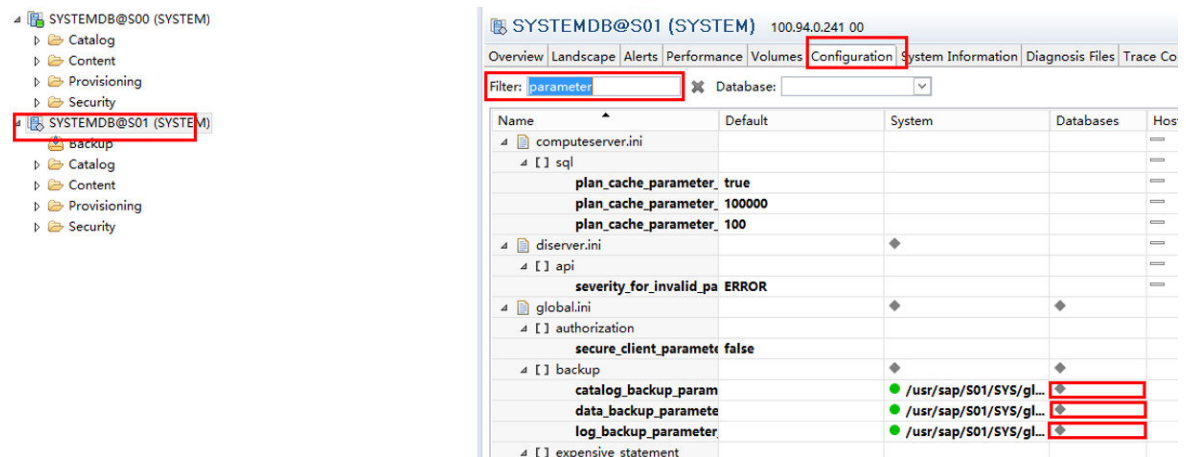 SYSTEMDB@S00 (SYSTEM)
Catalog
Content
Provisioning
Security
SYSTEMDB@S01 (SYSTEM)
Backup
Catalog
Content
Provisioning
Security
SYSTEMDB@S01 (SYSTEM) 100.94.0.241 00
Overview Landscape Alerts Performance Volumes Configuration System Information Diagnosis Files Trace Co
Filter: parameter Database:
Name Default System Databases Host
computeserver.ini
[ ] sql
plan_cache_parameter_ true
plan_cache_parameter_ 100000
plan_cache_parameter_ 100
diserver.ini
[ ] api
severity_for_invalid_pa ERROR
global.ini
[ ] authorization
secure_client_paramete false
[ ] backup
catalog_backup_param /usr/sap/S01/SYS/gl...
data_backup_paramete /usr/sap/S01/SYS/gl...
log_backup_parameter_ /usr/sap/S01/SYS/gl...
[ ] expensive_statement